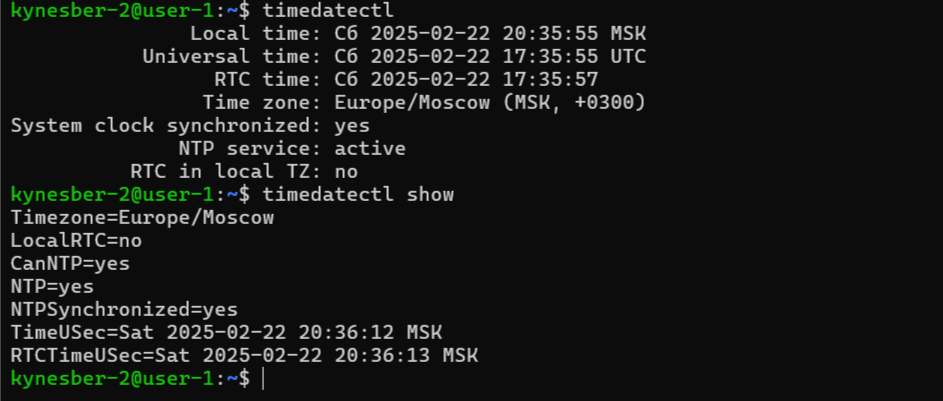 kynesber-2@user-1:~$ timedatectl
Local time: Сб 2025-02-22 20:35:55 MSK
Universal time: Сб 2025-02-22 17:35:55 UTC
RTC time: Сб 2025-02-22 17:35:57
Time zone: Europe/Moscow (MSK, +0300)
System clock synchronized: yes
NTP service: active
RTC in local TZ: no
kynesber-2@user-1:~$ timedatectl show
Timezone=Europe/Moscow
LocalRTC=no
CanNTP=yes
NTP=yes
NTPSynchronized=yes
TimeUSec=Sat 2025-02-22 20:36:12 MSK
RTCTimeUSec=Sat 2025-02-22 20:36:13 MSK
kynesber-2@user-1:~$